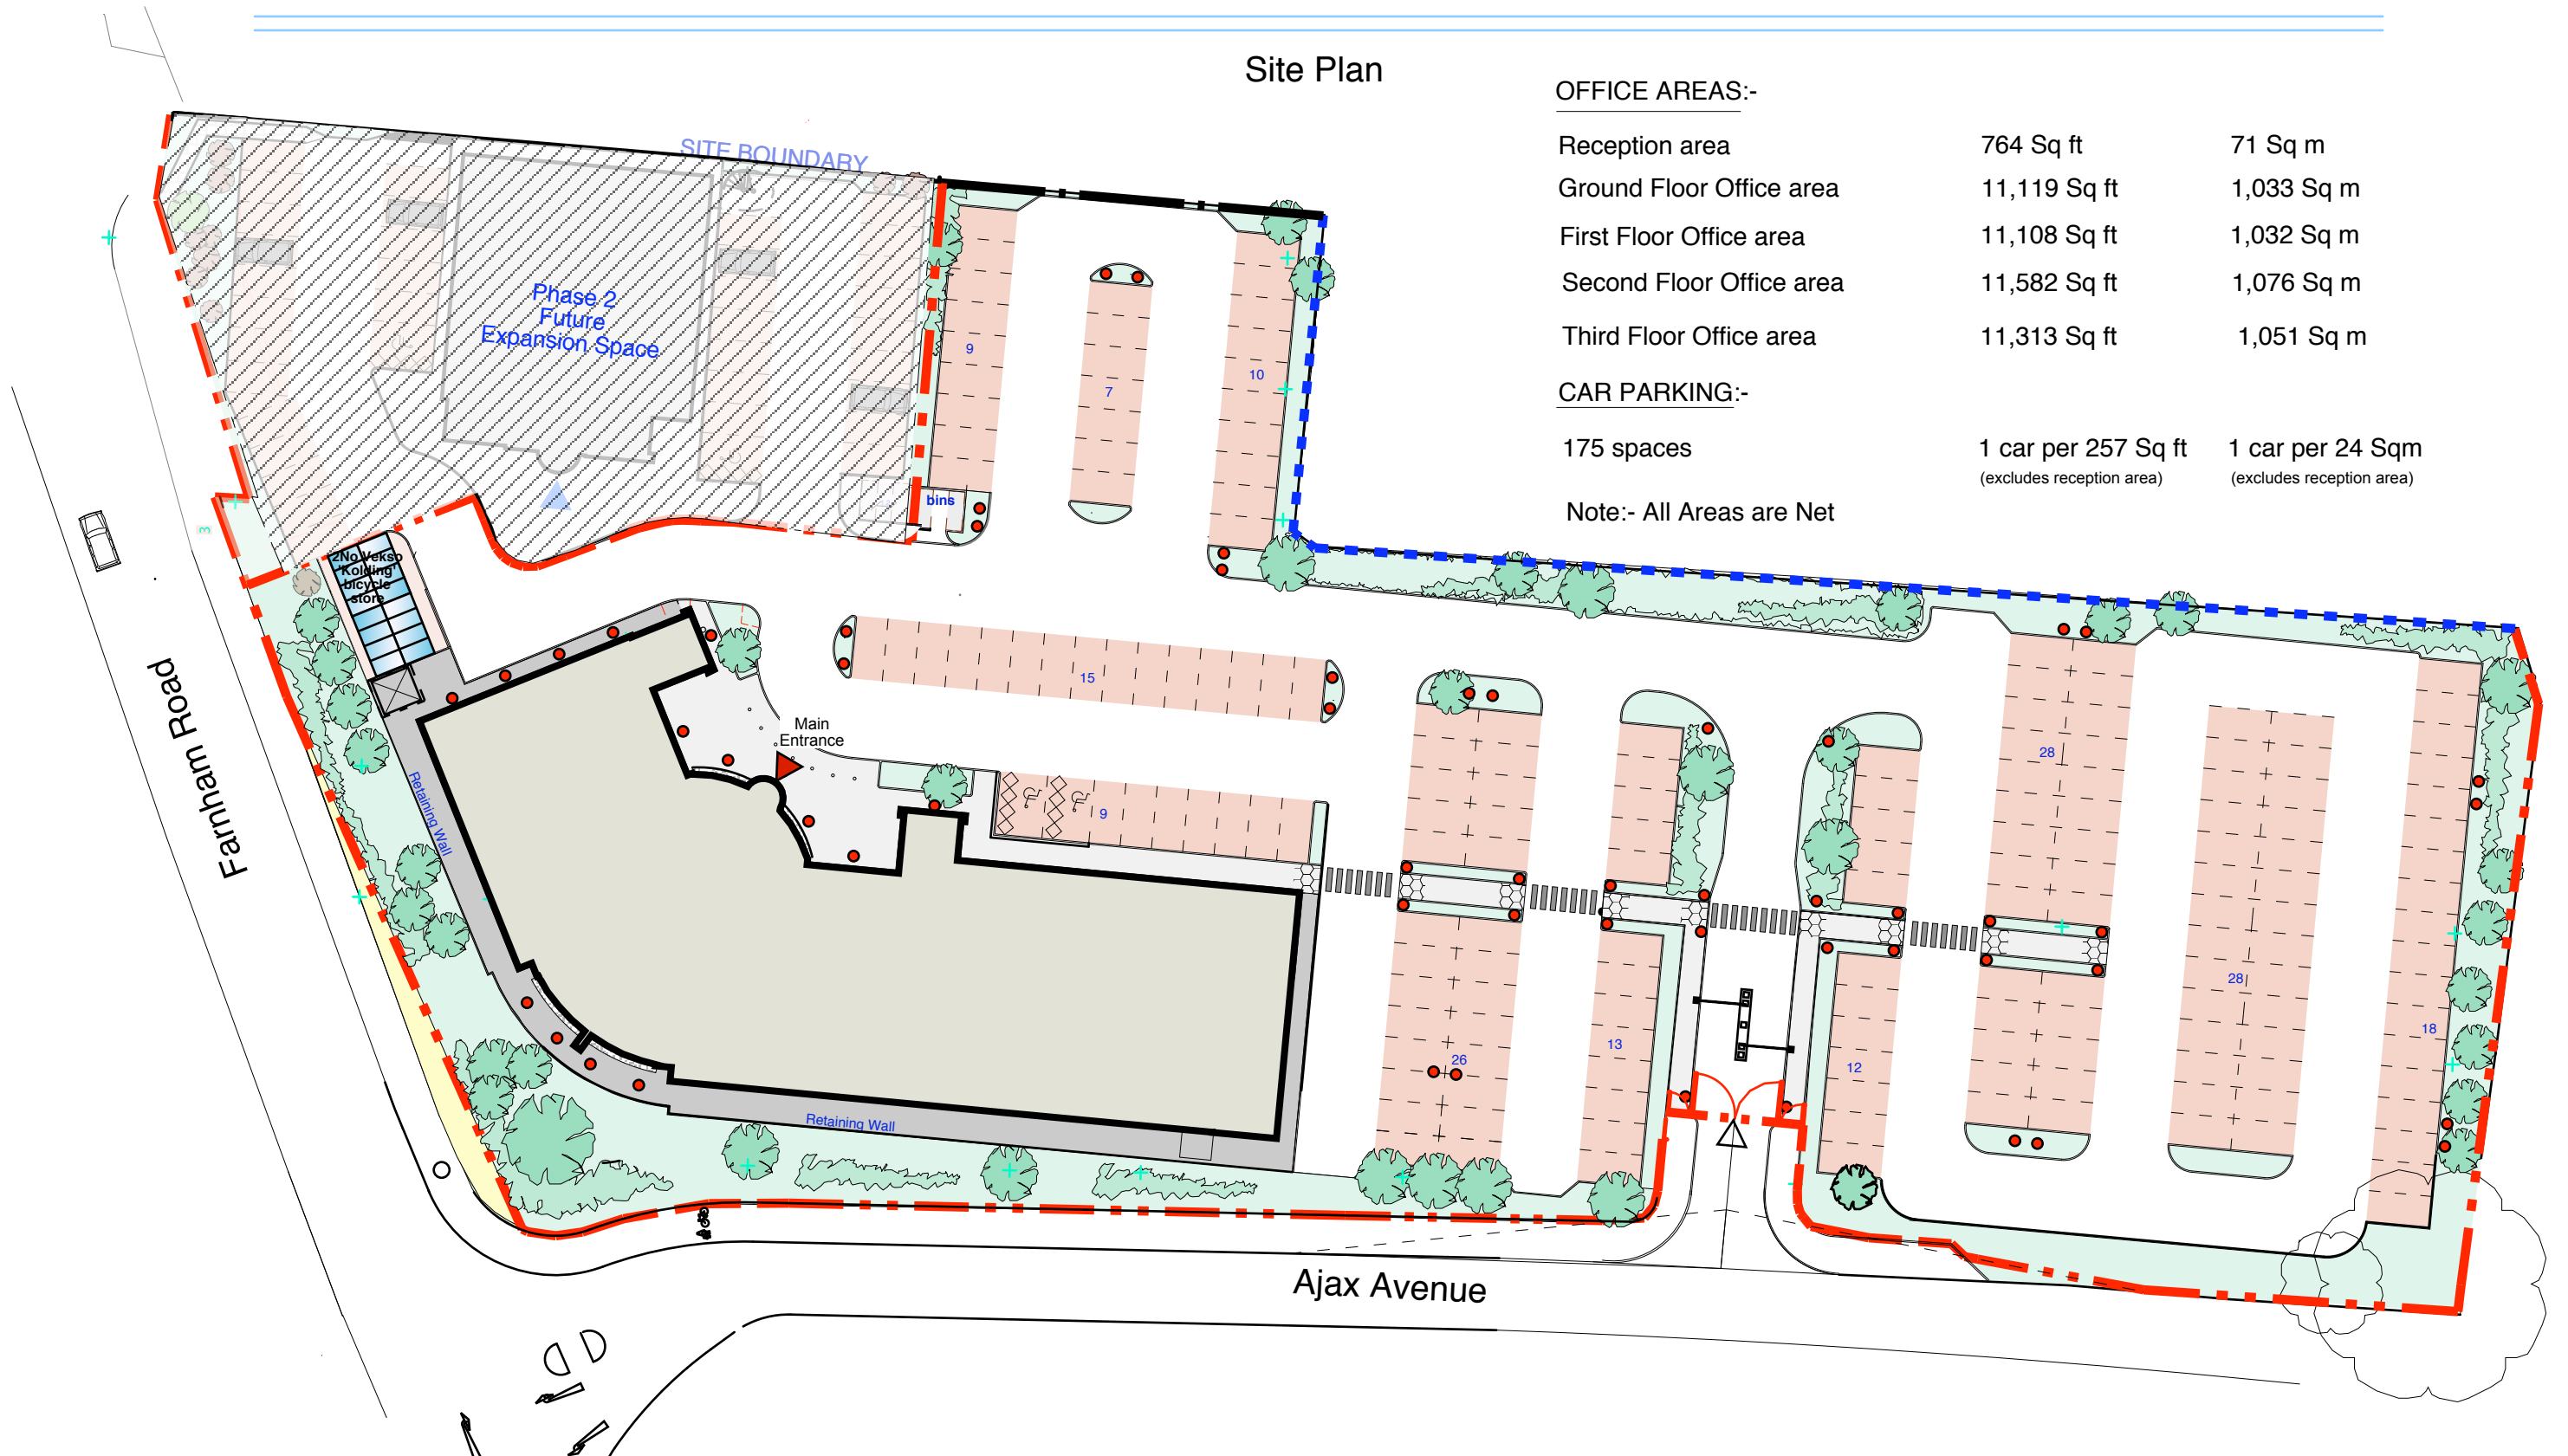 Site Plan
OFFICE AREAS:-
Reception area 764 Sq ft 71 Sq m
Ground Floor Office area 11,119 Sq ft 1,033 Sq m
First Floor Office area 11,108 Sq ft 1,032 Sq m
Second Floor Office area 11,582 Sq ft 1,076 Sq m
Third Floor Office area 11,313 Sq ft 1,051 Sq m
CAR PARKING:-
175 spaces 1 car per 257 Sq ft 1 car per 24 Sqm
(excludes reception area) (excludes reception area)
Note:- All Areas are Net
SITE BOUNDARY
Phase 2
Future
Expansion Space
9
7
10
bins
3
2No.Vekso
'Kolding'
bicycle
store
15
Main
Entrance
9
28
Farnham Road
Retaining Wall
28
18
26
13
12
Retaining Wall
Ajax Avenue